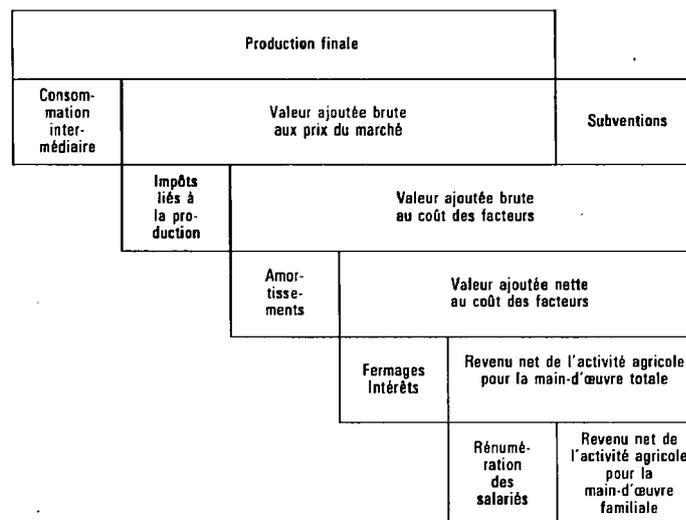 Production finale
Consom-
mation
inter-
médiaire
Valeur ajoutée brute
aux prix du marché
Subventions
Impôts
liés à
la pro-
duction
Valeur ajoutée brute
au coût des facteurs
Amor-
tisse-
ments
Valeur ajoutée nette
au coût des facteurs
Fermages
Intérêts
Revenu net de l'activité agricole
pour la main-d'œuvre totale
Rénumé-
ration
des
salariés
Revenu net de
l'activité agricole
pour la
main-d'œuvre
familiale